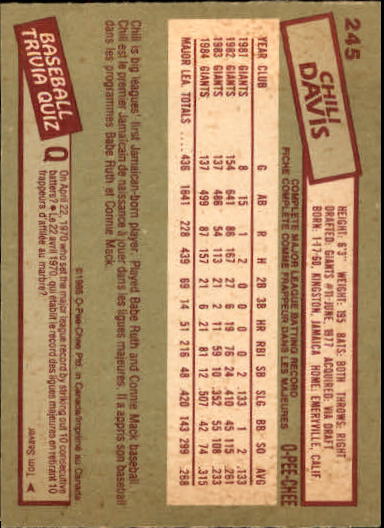 245
CHILI
DAVIS
HEIGHT: 6'3" WEIGHT: 195 BATS: BOTH THROWS: RIGHT
DRAFTED: GIANTS #11-JUNE, 1977 ACQUIRED: VIA DRAFT
BORN: 1-17-60, KINGSTON, JAMAICA HOME: EMERYVILLE, CALIF.
COMPLETE MAJOR LEAGUE BATTING RECORD
FICHE COMPLÈTE COMME FRAPPEUR DANS LES MAJEURES
O-PEE-CHEE
YEAR CLUB G AB R H 2B 3B HR RBI SB SLG BB SO AVG
1981 GIANTS 8 15 1 2 0 0 0 0 2 .133 1 2 .133
1982 GIANTS 154 641 86 167 27 6 19 76 24 .410 45 115 .261
1983 GIANTS 137 486 54 113 21 2 11 59 10 .352 55 108 .233
1984 GIANTS 137 499 87 157 21 6 21 81 12 .507 42 74 .315
MAJOR LEA. TOTALS 436 1641 228 439 69 14 51 216 48 .420 143 299 .268
Chili is big leagues' first Jamaican-born player. Played Babe Ruth and Connie Mack baseball.
Chili est le premier Jamaïcain de naissance à jouer dans les ligues majeures. Il a appris son baseball
dans les programmes Babe Ruth et Connie Mack.
©1985 O-Pee-Chee Ptd. in Canada/Imprimé au Canada
BASEBALL
TRIVIA QUIZ
Q
On April 22, 1970 who set the major league record by striking out 10 consecutive
batters? • Le 22 avril 1970, qui établit le record des ligues majeures en retirant 10
frappeurs d'affilée au marbre?
A
Tom Seaver